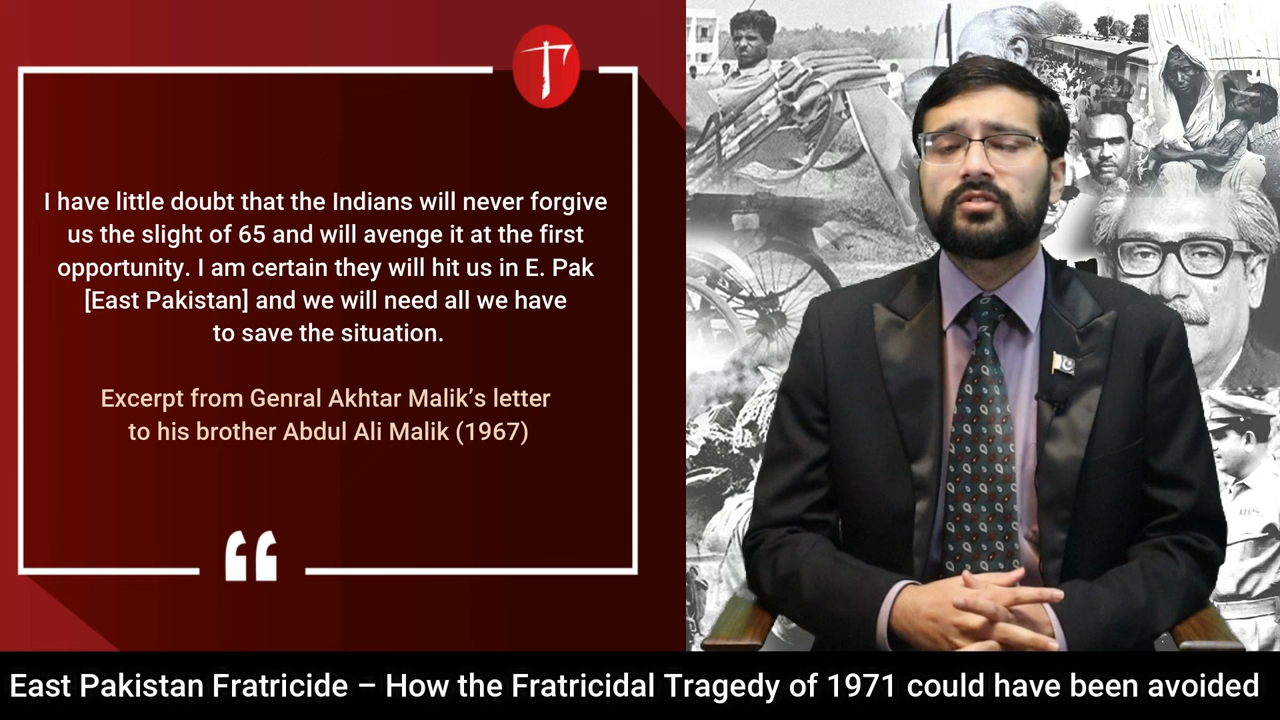 I have little doubt that the Indians will never forgive
us the slight of 65 and will avenge it at the first
opportunity. I am certain they will hit us in E. Pak
[East Pakistan] and we will need all we have
to save the situation.
Excerpt from Genral Akhtar Malik’s letter
to his brother Abdul Ali Malik (1967)
“
East Pakistan Fratricide – How the Fratricidal Tragedy of 1971 could have been avoided